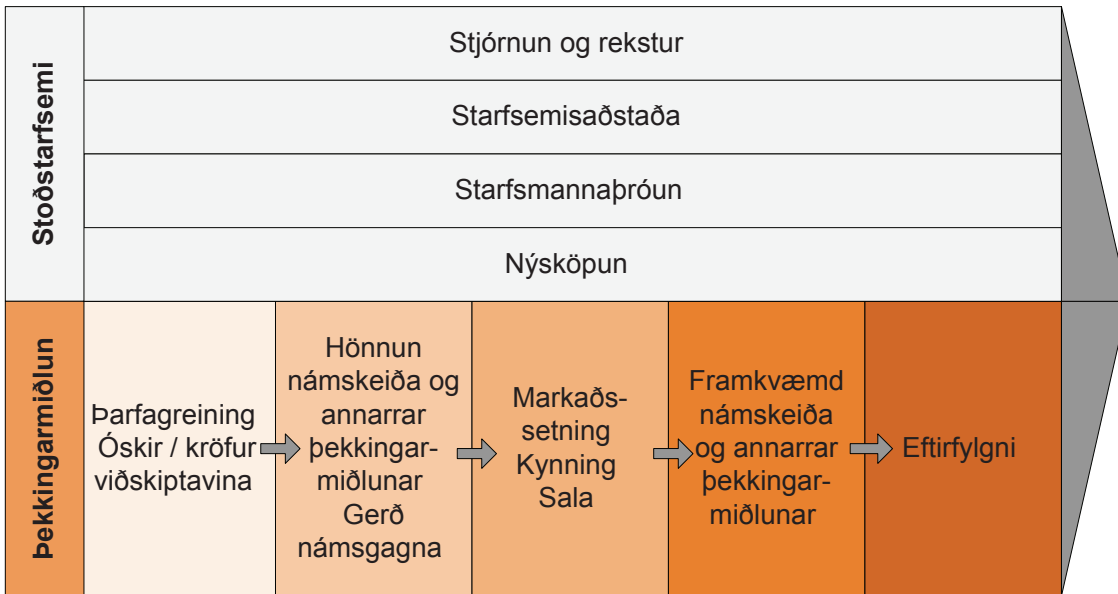 Stoðstarfsemi
Stjórnun og rekstur
Starfsemisaðstaða
Starfsmannaþróun
Nýsköpun
Þekkingarmiðlun
Þarfagreining
Óskir / kröfur
viðskiptavina
Hönnun
námskeiða og
annarrar
þekkingar-
miðlunar
Gerð
námsgagna
Markaðs-
setning
Kynning
Sala
Framkvæmd
námskeiða
og annarrar
þekkingar-
miðlunar
Eftirfylgni